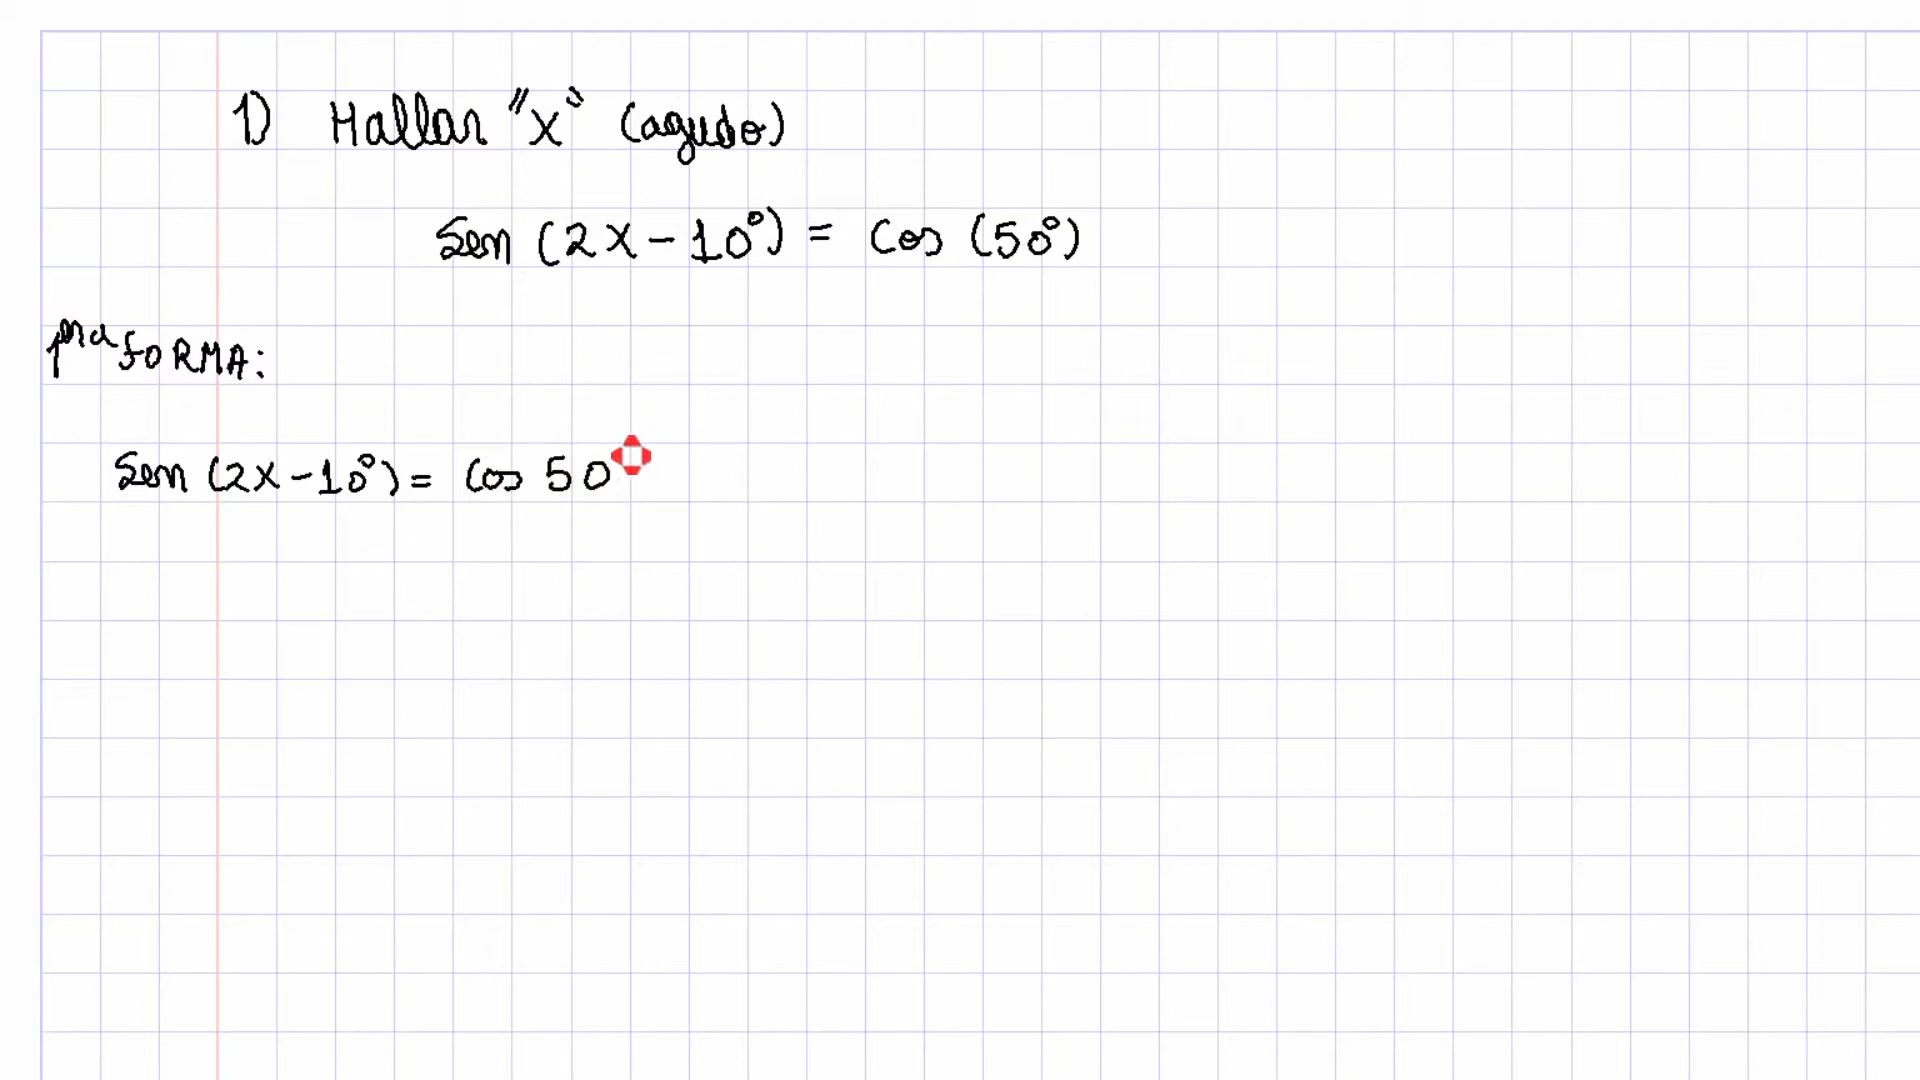 1) Hallar "x" (agudo)
Sen (2x - 10°) = Cos (50°)
1ra FORMA:
Sen (2x - 10°) = Cos 50